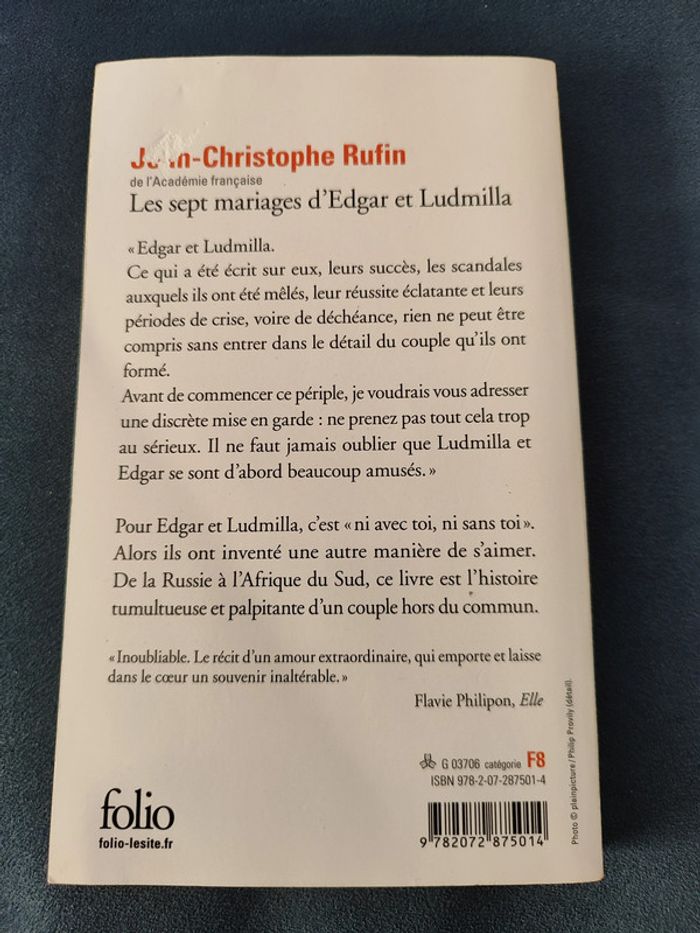 Jean-Christophe Rufin
de l'Académie française
Les sept mariages d'Edgar et Ludmilla
« Edgar et Ludmilla.
Ce qui a été écrit sur eux, leurs succès, les scandales
auxquels ils ont été mêlés, leur réussite éclatante et leurs
périodes de crise, voire de déchéance, rien ne peut être
compris sans entrer dans le détail du couple qu'ils ont
formé.
Avant de commencer ce périple, je voudrais vous adresser
une discrète mise en garde : ne prenez pas tout cela trop
au sérieux. Il ne faut jamais oublier que Ludmilla et
Edgar se sont d'abord beaucoup amusés. »
Pour Edgar et Ludmilla, c'est « ni avec toi, ni sans toi ».
Alors ils ont inventé une autre manière de s'aimer.
De la Russie à l'Afrique du Sud, ce livre est l'histoire
tumultueuse et palpitante d'un couple hors du commun.
« Inoubliable. Le récit d'un amour extraordinaire, qui emporte et laisse
dans le cœur un souvenir inaltérable. »
Flavie Philipon, Elle
G 03706 catégorie F8
ISBN 978-2-07-287501-4
folio
folio-lesite.fr
9 782072 875014
Photo © plainpicture / Philip Provily (détail).